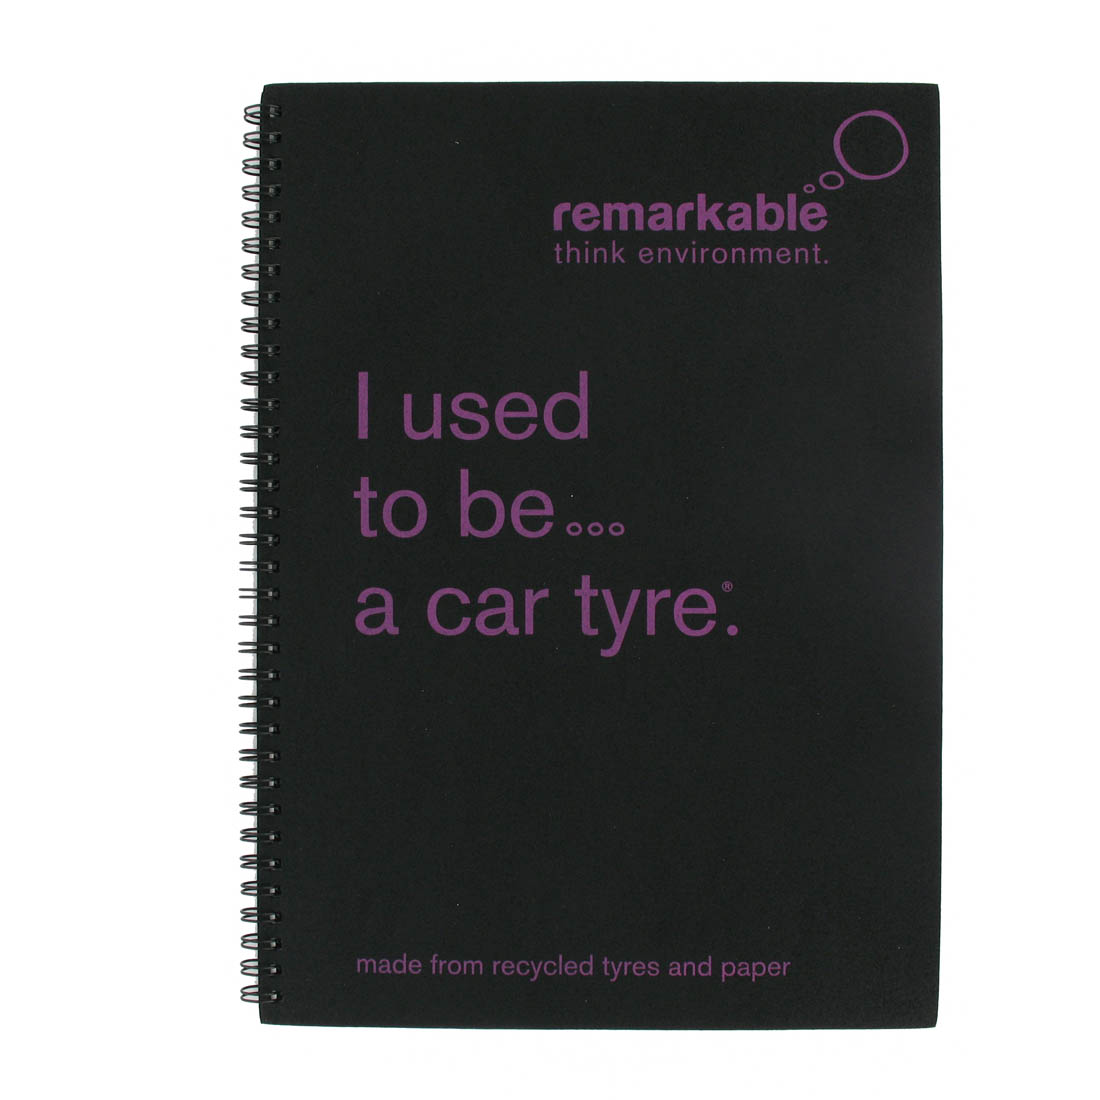 remarkable
think environment.
I used
to be...
a car tyre®.
made from recycled tyres and paper